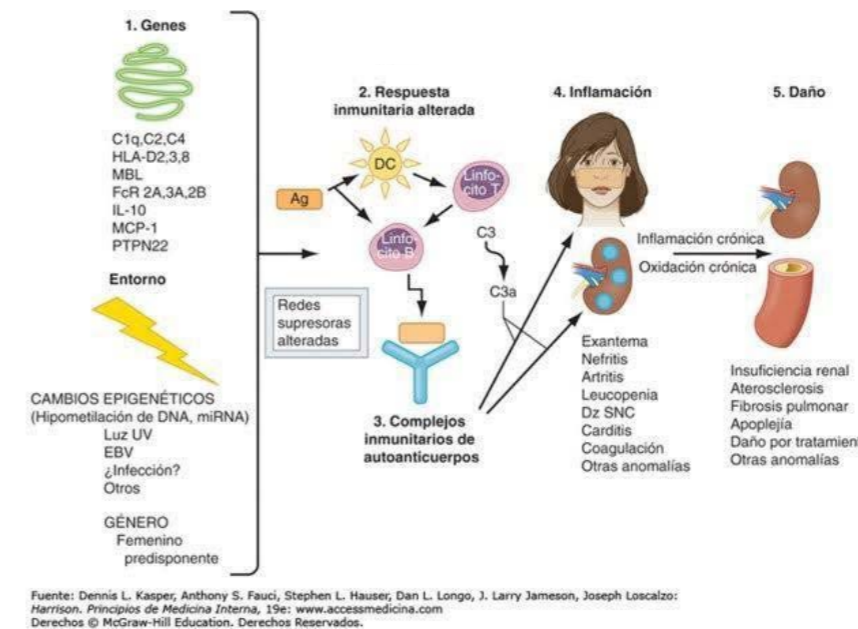 1. Genes
C1q,C2,C4
HLA-D2,3,8
MBL
FcR 2A,3A,2B
IL-10
MCP-1
PTPN22
Entorno
CAMBIOS EPIGENÉTICOS
(Hipometilación de DNA, miRNA)
Luz UV
EBV
¿Infección?
Otros
GÉNERO
Femenino
predisponente
2. Respuesta
inmunitaria alterada
Ag
DC
Linfo-
cito T
Linfo-
cito B
C3
C3a
Redes
supresoras
alteradas
3. Complejos
inmunitarios de
autoanticuerpos
4. Inflamación
Inflamación crónica
Oxidación crónica
Exantema
Nefritis
Artritis
Leucopenia
Dz SNC
Carditis
Coagulación
Otras anomalías
5. Daño
Insuficiencia renal
Aterosclerosis
Fibrosis pulmonar
Apoplejía
Daño por tratamien
Otras anomalías
Fuente: Dennis L. Kasper, Anthony S. Fauci, Stephen L. Hauser, Dan L. Longo, J. Larry Jameson, Joseph Loscalzo:
Harrison. Principios de Medicina Interna, 19e: www.accessmedicina.com
Derechos © McGraw-Hill Education. Derechos Reservados.